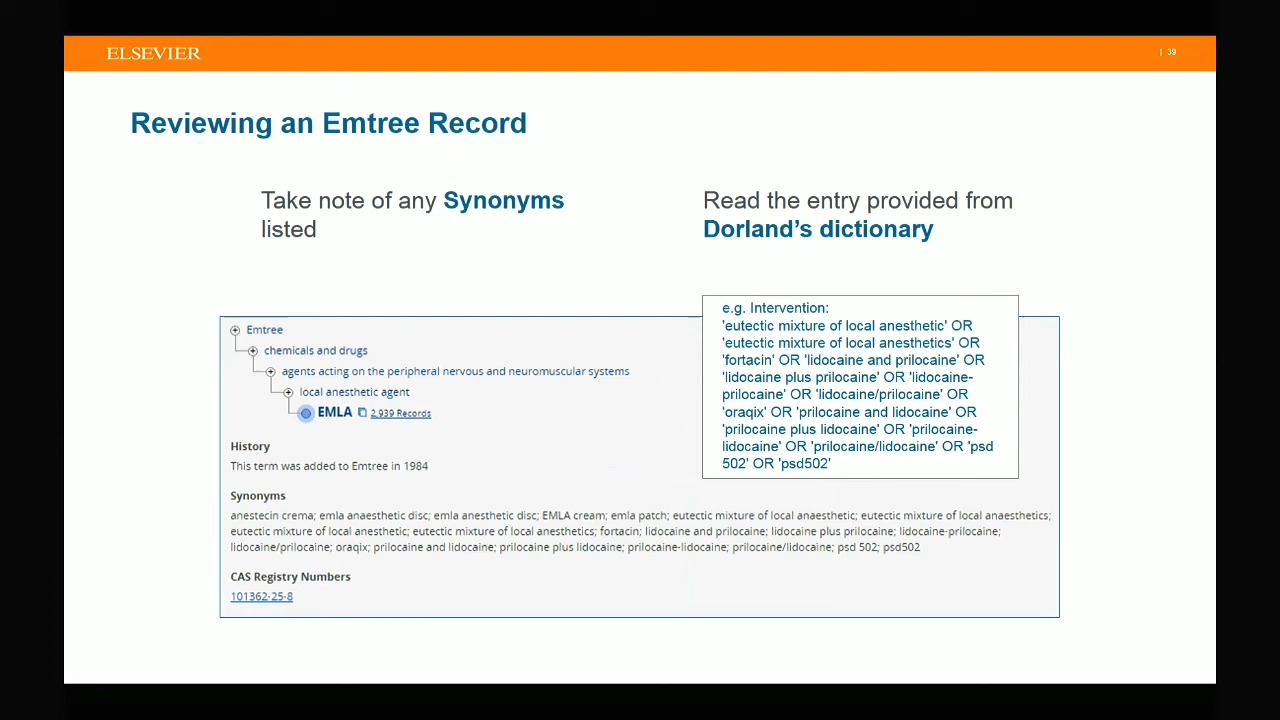 ELSEVIER
| 39
Reviewing an Emtree Record
Take note of any Synonyms
listed
Read the entry provided from
Dorland’s dictionary
e.g. Intervention:
'eutectic mixture of local anesthetic' OR
'eutectic mixture of local anesthetics' OR
'fortacin' OR 'lidocaine and prilocaine' OR
'lidocaine plus prilocaine' OR 'lidocaine-
prilocaine' OR 'lidocaine/prilocaine' OR
'oraqix' OR 'prilocaine and lidocaine' OR
'prilocaine plus lidocaine' OR 'prilocaine-
lidocaine' OR 'prilocaine/lidocaine' OR 'psd
502' OR 'psd502'
Emtree
chemicals and drugs
agents acting on the peripheral nervous and neuromuscular systems
local anesthetic agent
EMLA 2,939 Records
History
This term was added to Emtree in 1984
Synonyms
anestecin crema; emla anaesthetic disc; emla anesthetic disc; EMLA cream; emla patch; eutectic mixture of local anaesthetic; eutectic mixture of local anaesthetics;
eutectic mixture of local anesthetic; eutectic mixture of local anesthetics; fortacin; lidocaine and prilocaine; lidocaine plus prilocaine; lidocaine-prilocaine;
lidocaine/prilocaine; oraqix; prilocaine and lidocaine; prilocaine plus lidocaine; prilocaine-lidocaine; prilocaine/lidocaine; psd 502; psd502
CAS Registry Numbers
101362-25-8